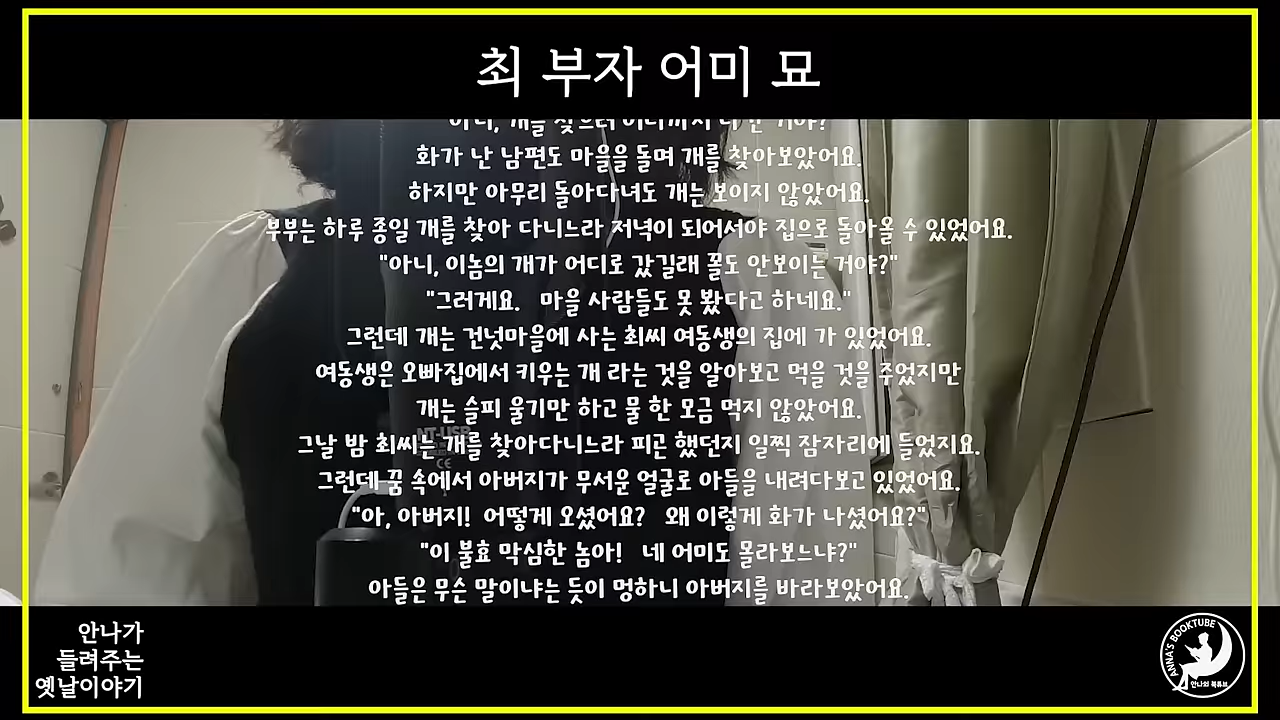 최 부자 어미 묘
화가 난 남편도 마을을 돌며 개를 찾아보았어요.
하지만 아무리 돌아다녀도 개는 보이지 않았어요.
부부는 하루 종일 개를 찾아 다니느라 저녁이 되어서야 집으로 돌아올 수 있었어요.
"아니, 이놈의 개가 어디로 갔길래 꼴도 안보이는 거야?"
"그러게요. 마을 사람들도 못 봤다고 하네요."
그런데 개는 건넛마을에 사는 최씨 여동생의 집에 가 있었어요.
여동생은 오빠집에서 키우는 개 라는 것을 알아보고 먹을 것을 주었지만
개는 슬피 울기만 하고 물 한 모금 먹지 않았어요.
그날 밤 최씨는 개를 찾아다니느라 피곤 했던지 일찍 잠자리에 들었지요.
NT-USB
CE
그런데 꿈 속에서 아버지가 무서운 얼굴로 아들을 내려다보고 있었어요.
"아, 아버지! 어떻게 오셨어요? 왜 이렇게 화가 나셨어요?"
"이 불효 막심한 놈아! 네 어미도 몰라보느냐?"
아들은 무슨 말이냐는 듯이 멍하니 아버지를 바라보았어요.
안나가
들려주는
옛날이야기
ANNA'S BOOKTUBE
안나의 북튜브